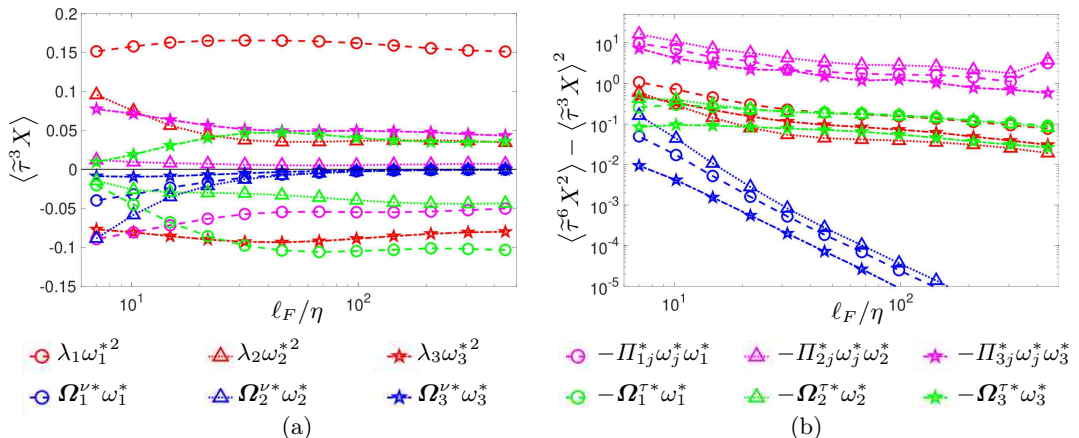 (a)
(b)
0.2
0.15
0.1
0.05
0
-0.05
-0.1
-0.15
⟨τ̃³X⟩
10¹
10²
ℓ_F/η
10¹
10⁰
10⁻¹
10⁻²
10⁻³
10⁻⁴
10⁻⁵
⟨τ̃⁶X²⟩ − ⟨τ̃³X⟩²
10¹
10²
ℓ_F/η
λ₁ω₁*²
λ₂ω₂*²
λ₃ω₃*²
−Π*₁ⱼω*ⱼω*₁
−Π*₂ⱼω*ⱼω*₂
−Π*₃ⱼω*ⱼω*₃
Ω₁^ν*ω₁*
Ω₂^ν*ω₂*
Ω₃^ν*ω₃*
−Ω₁^τ*ω₁*
−Ω₂^τ*ω₂*
−Ω₃^τ*ω₃*
(a)
(b)